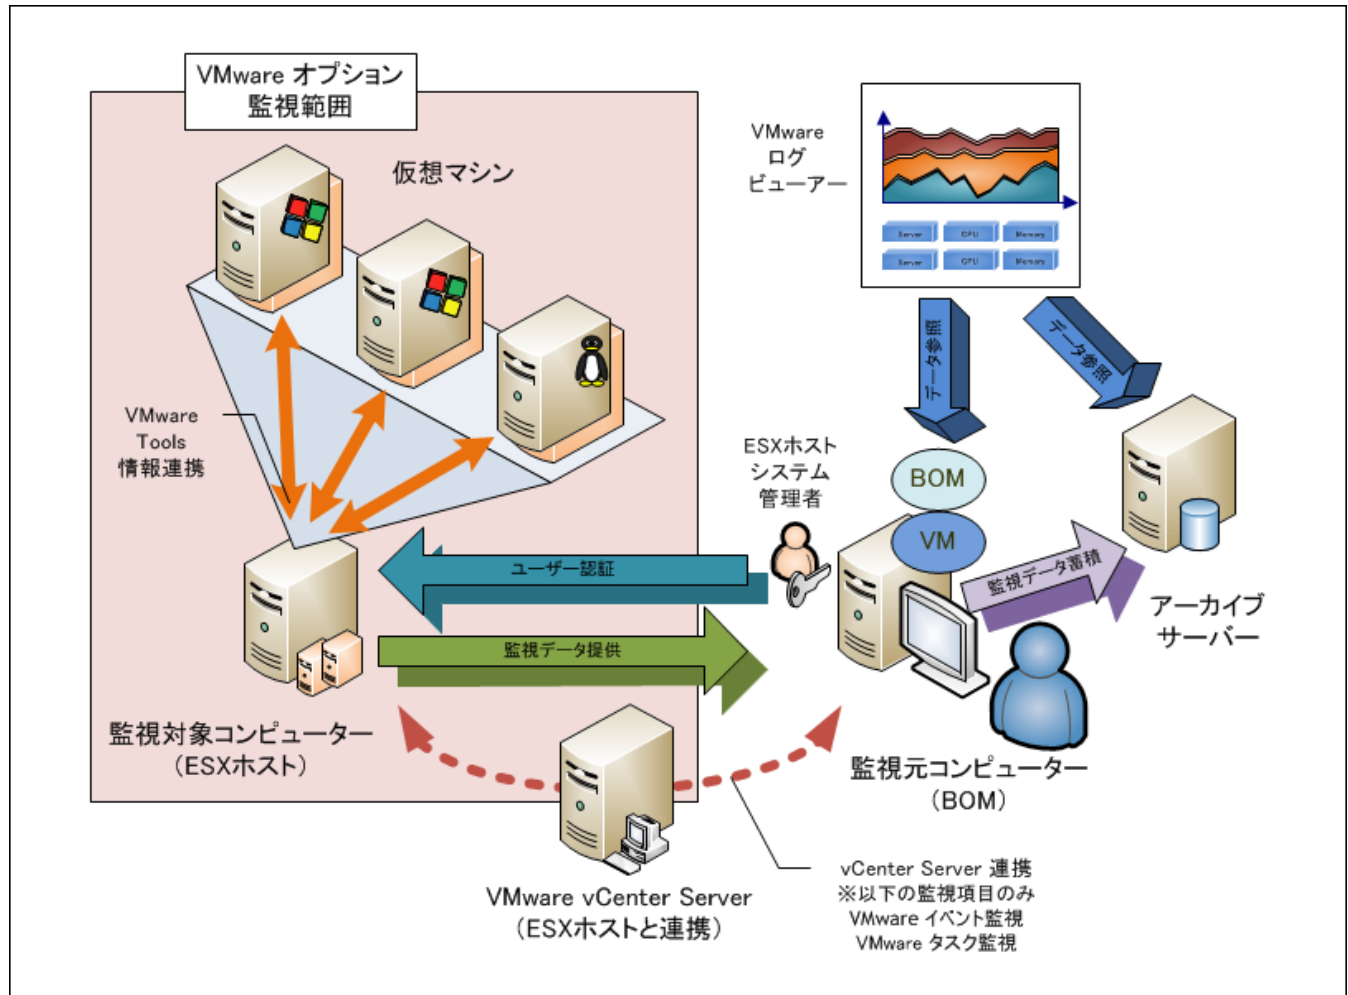 VMware オプション
監視範囲
仮想マシン
VMware
ログ
ビューアー
Server
CPU
Memory
Server
CPU
Memory
データ参照
データ参照
VMware
Tools
情報連携
ESXホスト
システム
管理者
BOM
VM
ユーザー認証
監視データ蓄積
アーカイブ
サーバー
監視データ提供
監視対象コンピューター
(ESXホスト)
監視元コンピューター
(BOM)
VMware vCenter Server
(ESXホストと連携)
vCenter Server 連携
※以下の監視項目のみ
VMware イベント監視
VMware タスク監視